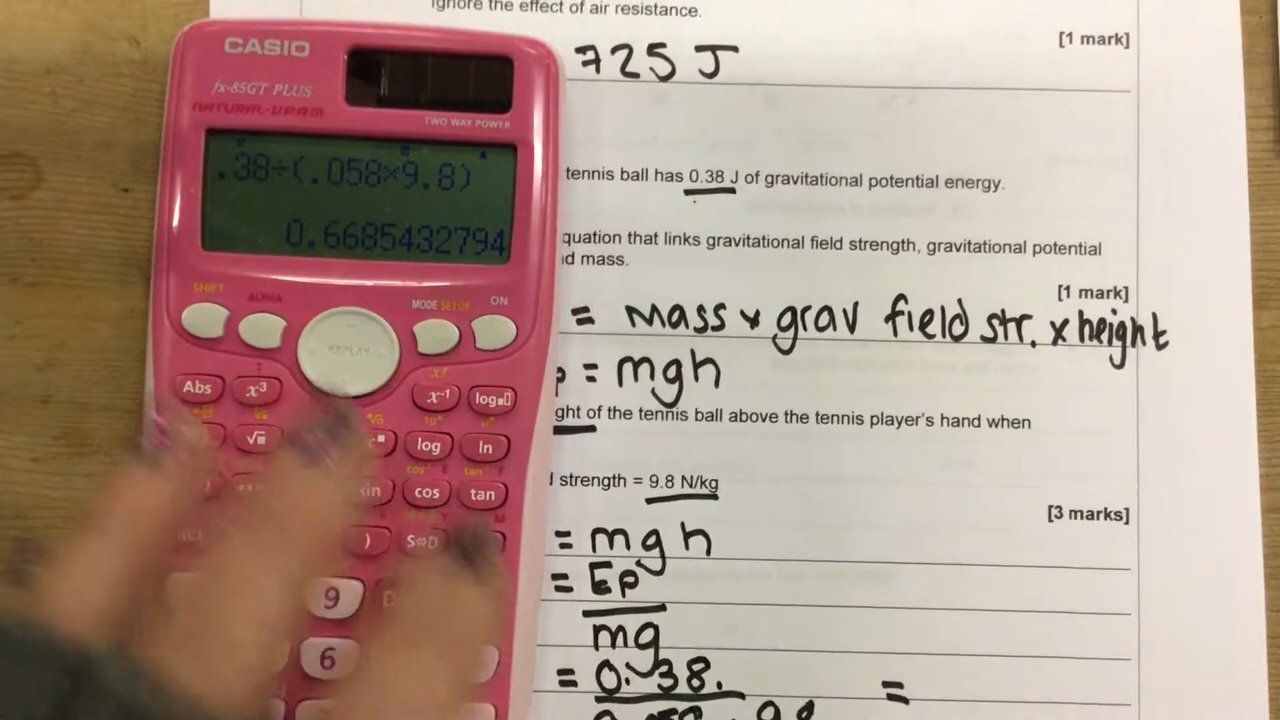 ignore the effect of air resistance.
[1 mark]
725 J
CASIO
fx-85GT PLUS
NATURAL-V.P.A.M.
TWO WAY POWER
.38÷(.058×9.8)
0.6685432794
SHIFT ALPHA MODE SETUP ON
REPLAY
Abs x³ x⁻¹ log
log ln
cos tan
) S⇔D
9
6
tennis ball has 0.38 J of gravitational potential energy.
equation that links gravitational field strength, gravitational potential
mass.
[1 mark]
= mass × grav field str. × height
= mgh
of the tennis ball above the tennis player's hand when
strength = 9.8 N/kg
[3 marks]
= mgh
= Ep
mg
= 0.38. =